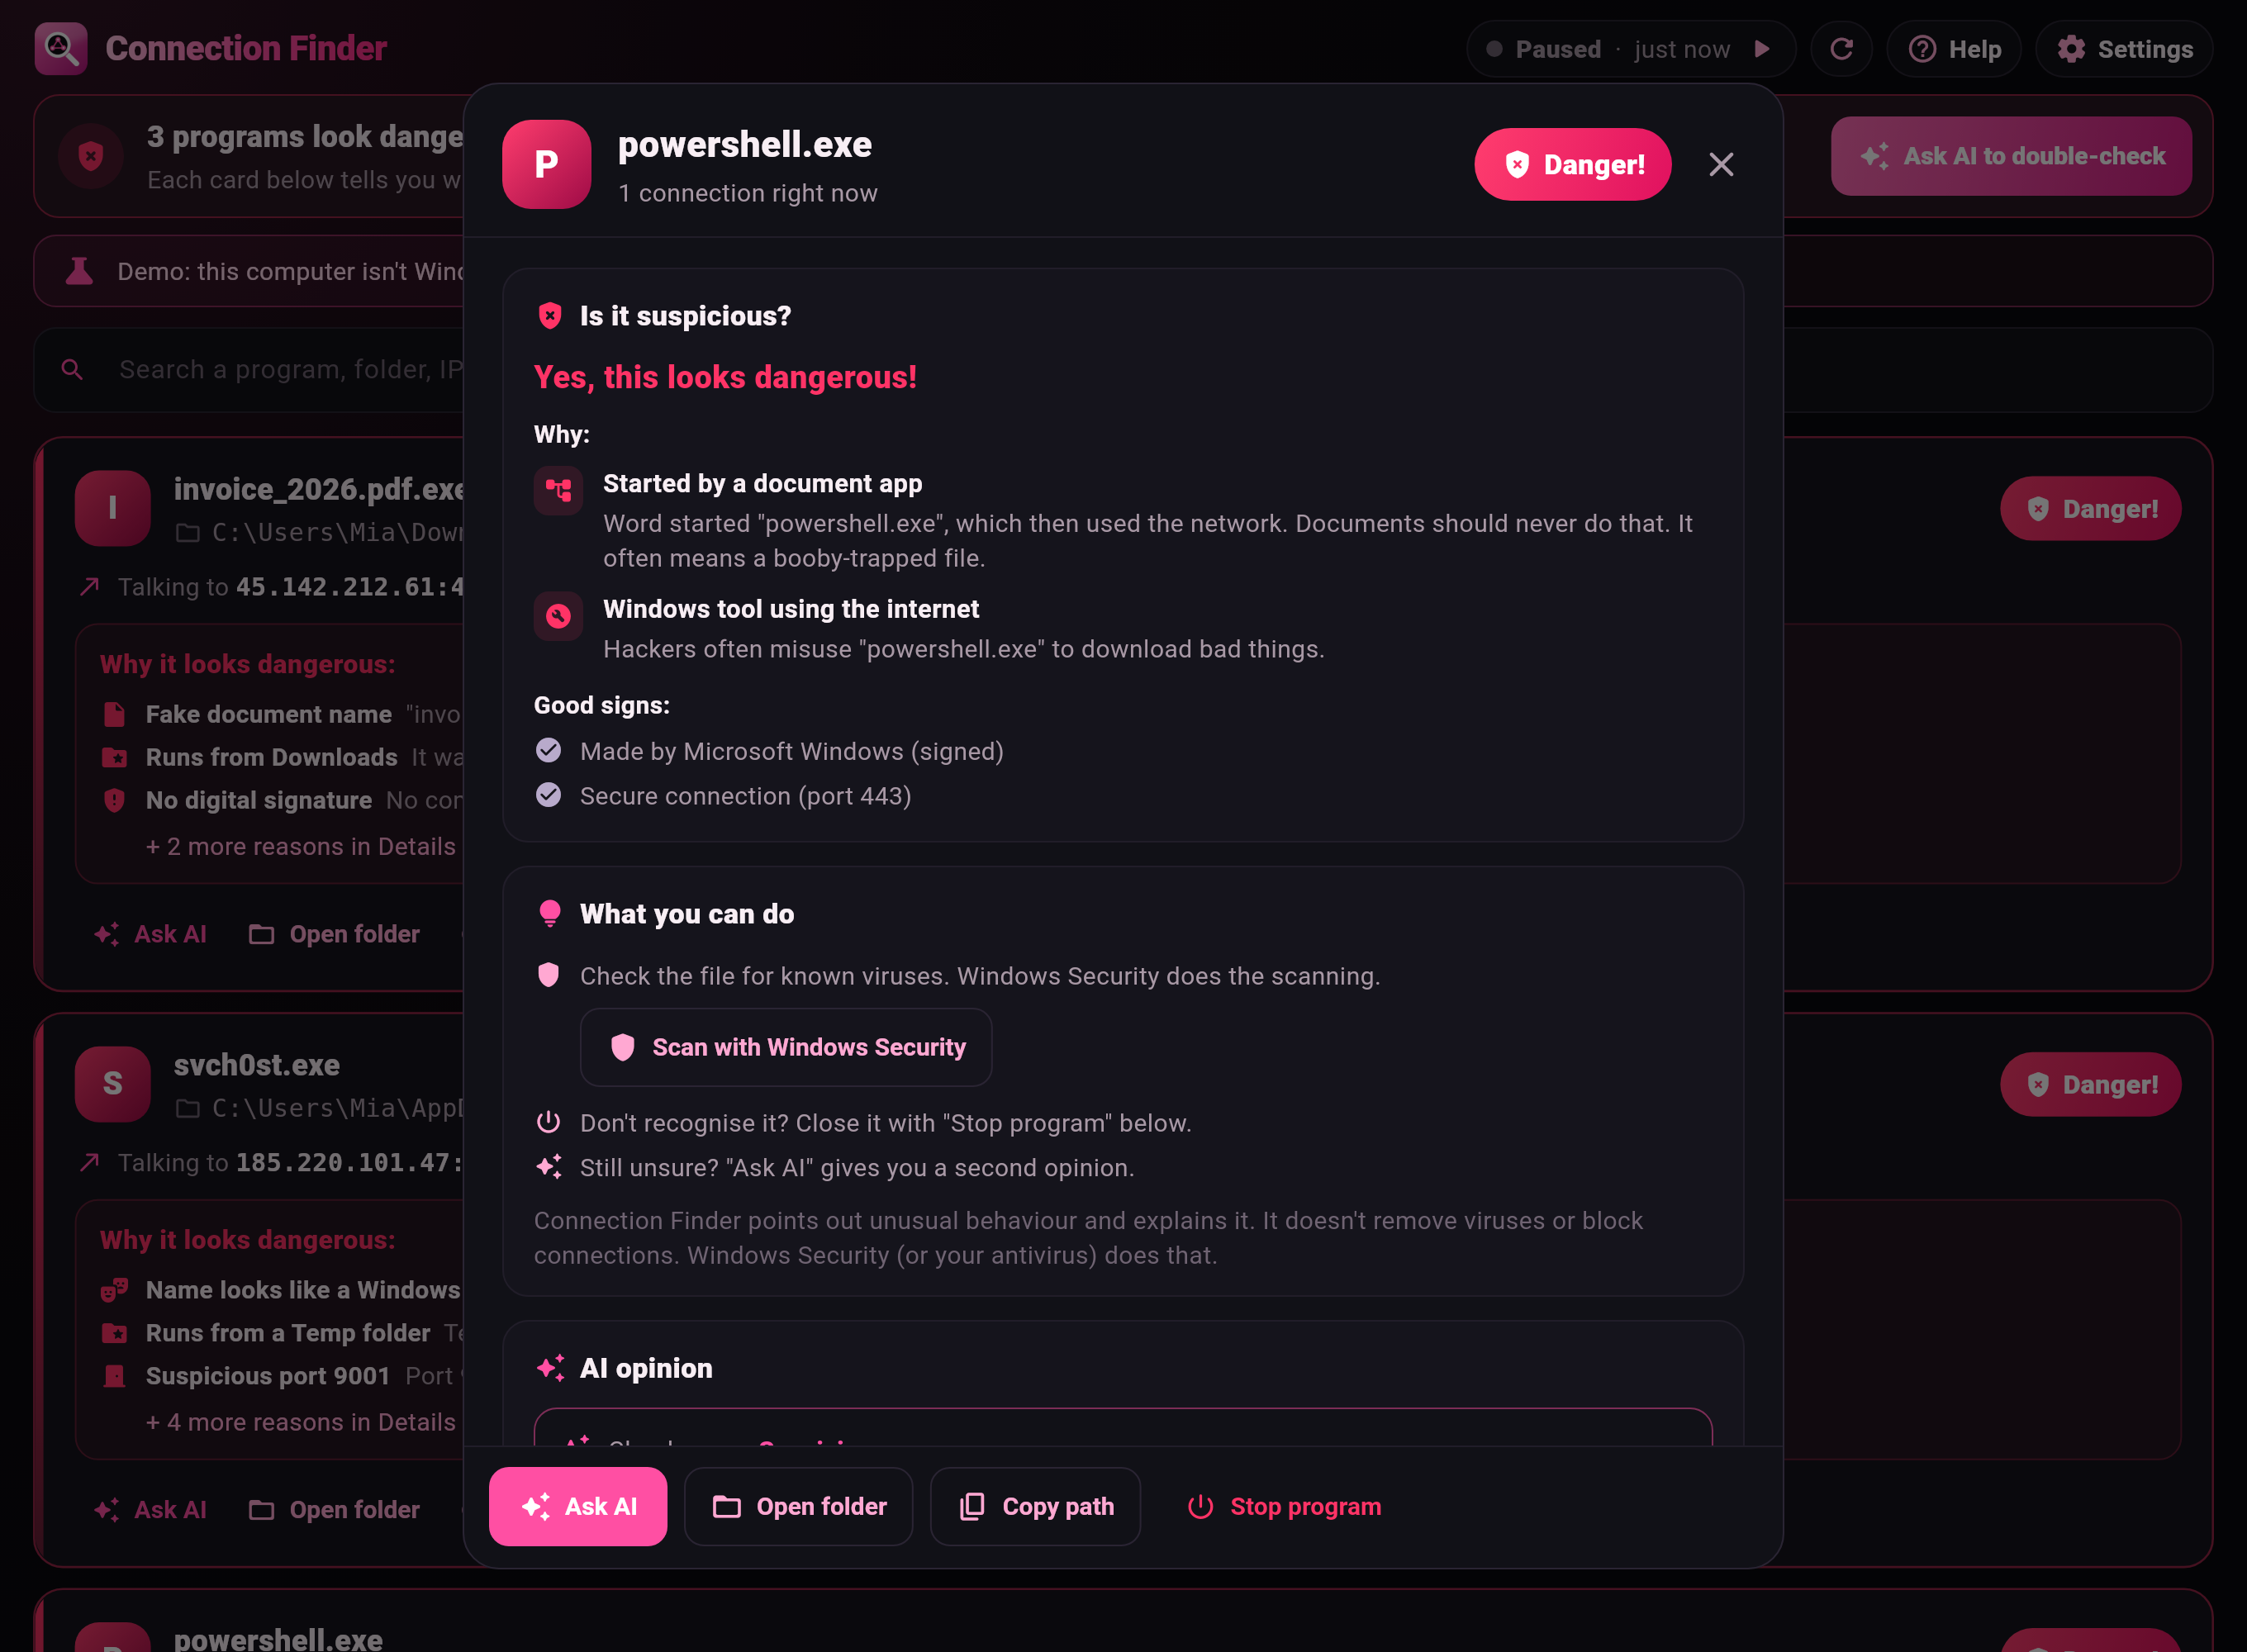 Connection Finder
Paused · just now
Help
Settings
3 programs look dange
Each card below tells you w
Ask AI to double-check
Demo: this computer isn't Wind
Search a program, folder, IP
I
invoice_2026.pdf.exe
C:\Users\Mia\Down
Danger!
Talking to 45.142.212.61:4
Why it looks dangerous:
Fake document name "invo
Runs from Downloads It wa
No digital signature No con
+ 2 more reasons in Details
Ask AI
Open folder
S
svch0st.exe
C:\Users\Mia\AppD
Danger!
Talking to 185.220.101.47:
Why it looks dangerous:
Name looks like a Windows
Runs from a Temp folder Te
Suspicious port 9001 Port
+ 4 more reasons in Details
Ask AI
Open folder
powershell.exe
P
powershell.exe
1 connection right now
Danger!
Is it suspicious?
Yes, this looks dangerous!
Why:
Started by a document app
Word started "powershell.exe", which then used the network. Documents should never do that. It
often means a booby-trapped file.
Windows tool using the internet
Hackers often misuse "powershell.exe" to download bad things.
Good signs:
Made by Microsoft Windows (signed)
Secure connection (port 443)
What you can do
Check the file for known viruses. Windows Security does the scanning.
Scan with Windows Security
Don't recognise it? Close it with "Stop program" below.
Still unsure? "Ask AI" gives you a second opinion.
Connection Finder points out unusual behaviour and explains it. It doesn't remove viruses or block
connections. Windows Security (or your antivirus) does that.
AI opinion
Ask AI
Open folder
Copy path
Stop program